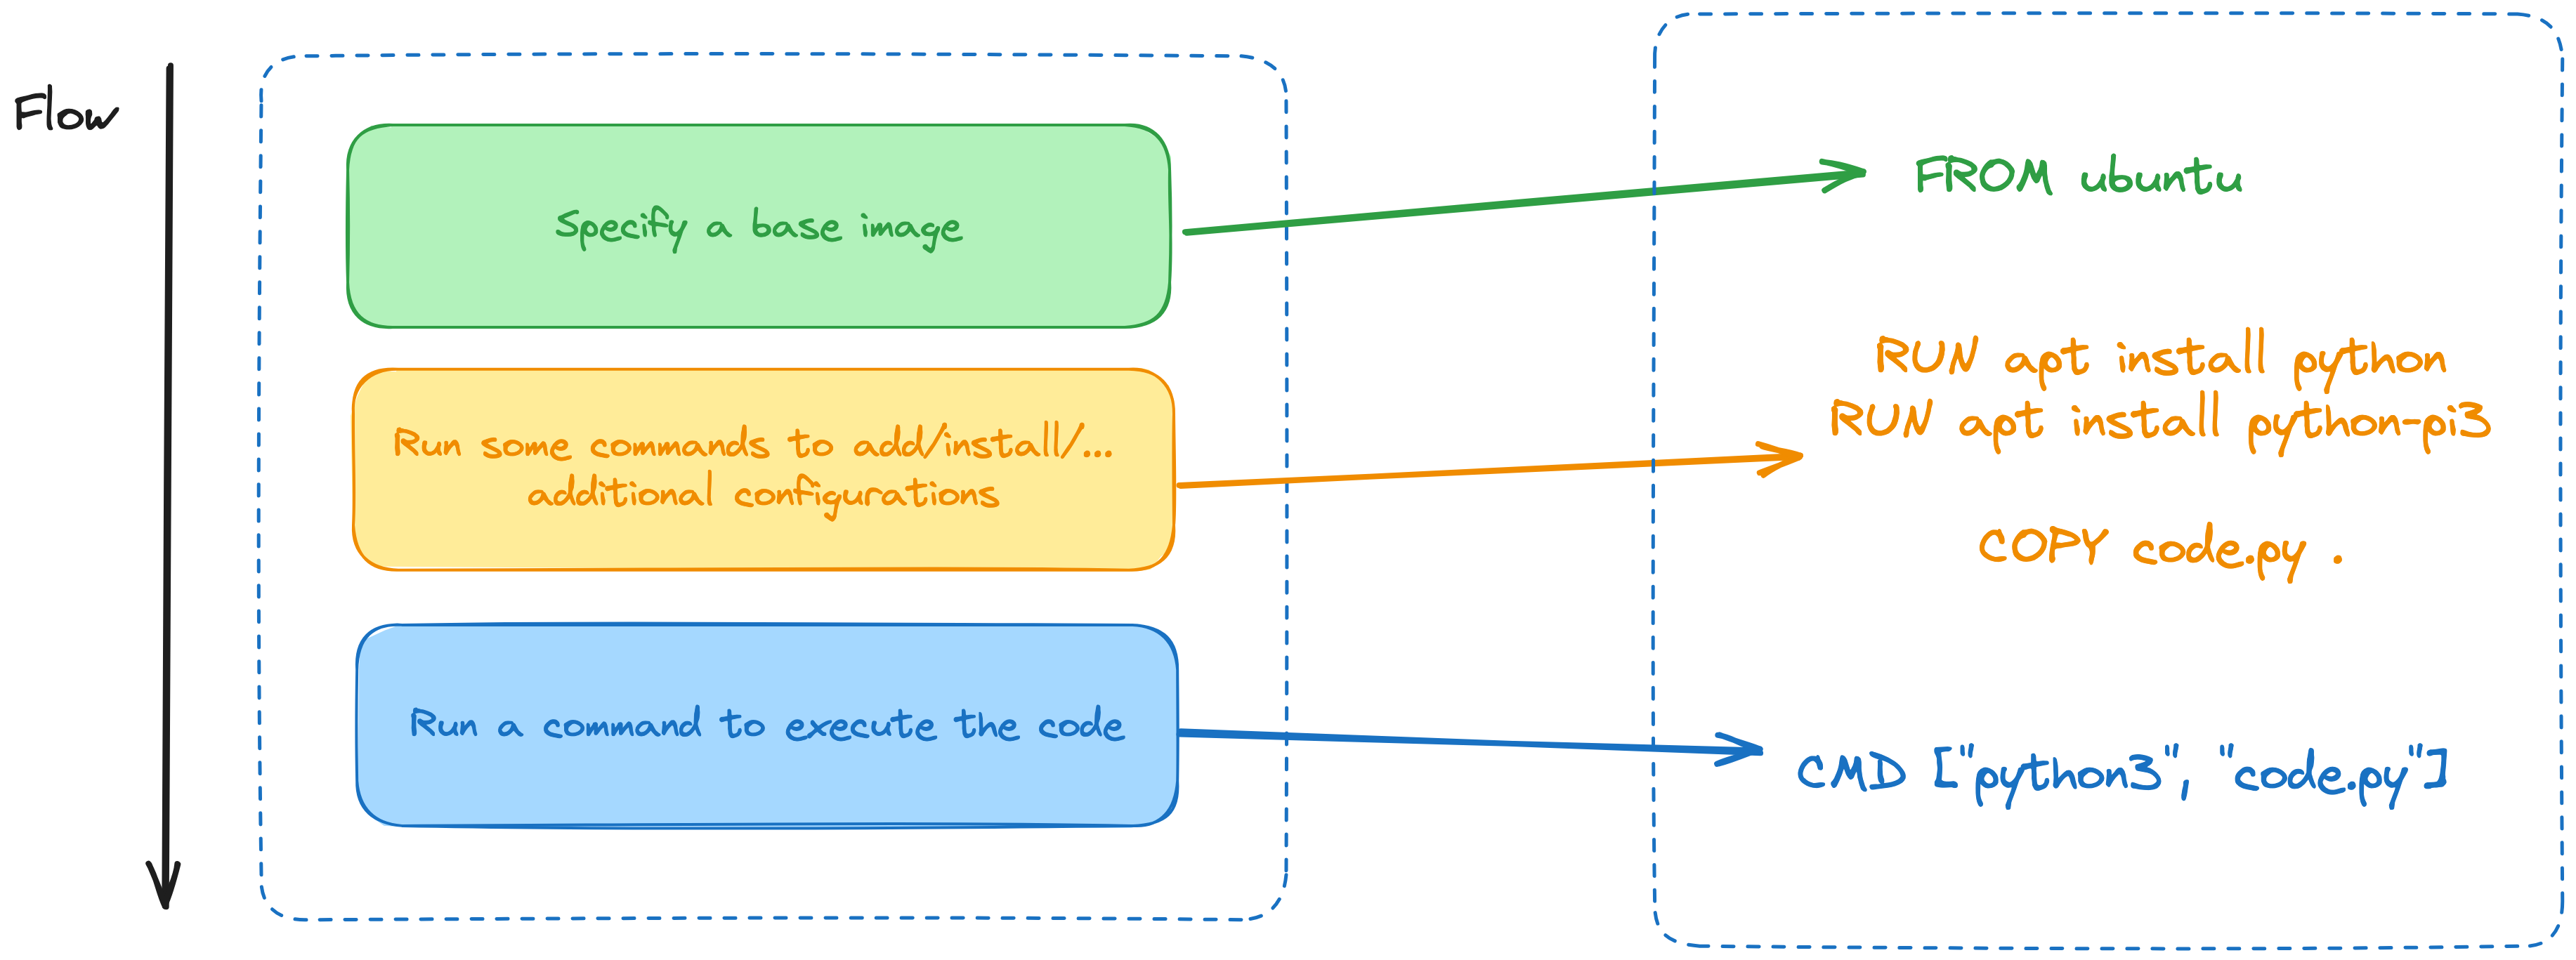 Flow
Specify a base image
Run some commands to add/install/...
additional configurations
Run a command to execute the code
FROM ubuntu
RUN apt install python
RUN apt install python-pi3
COPY code.py .
CMD ["python3", "code.py"]